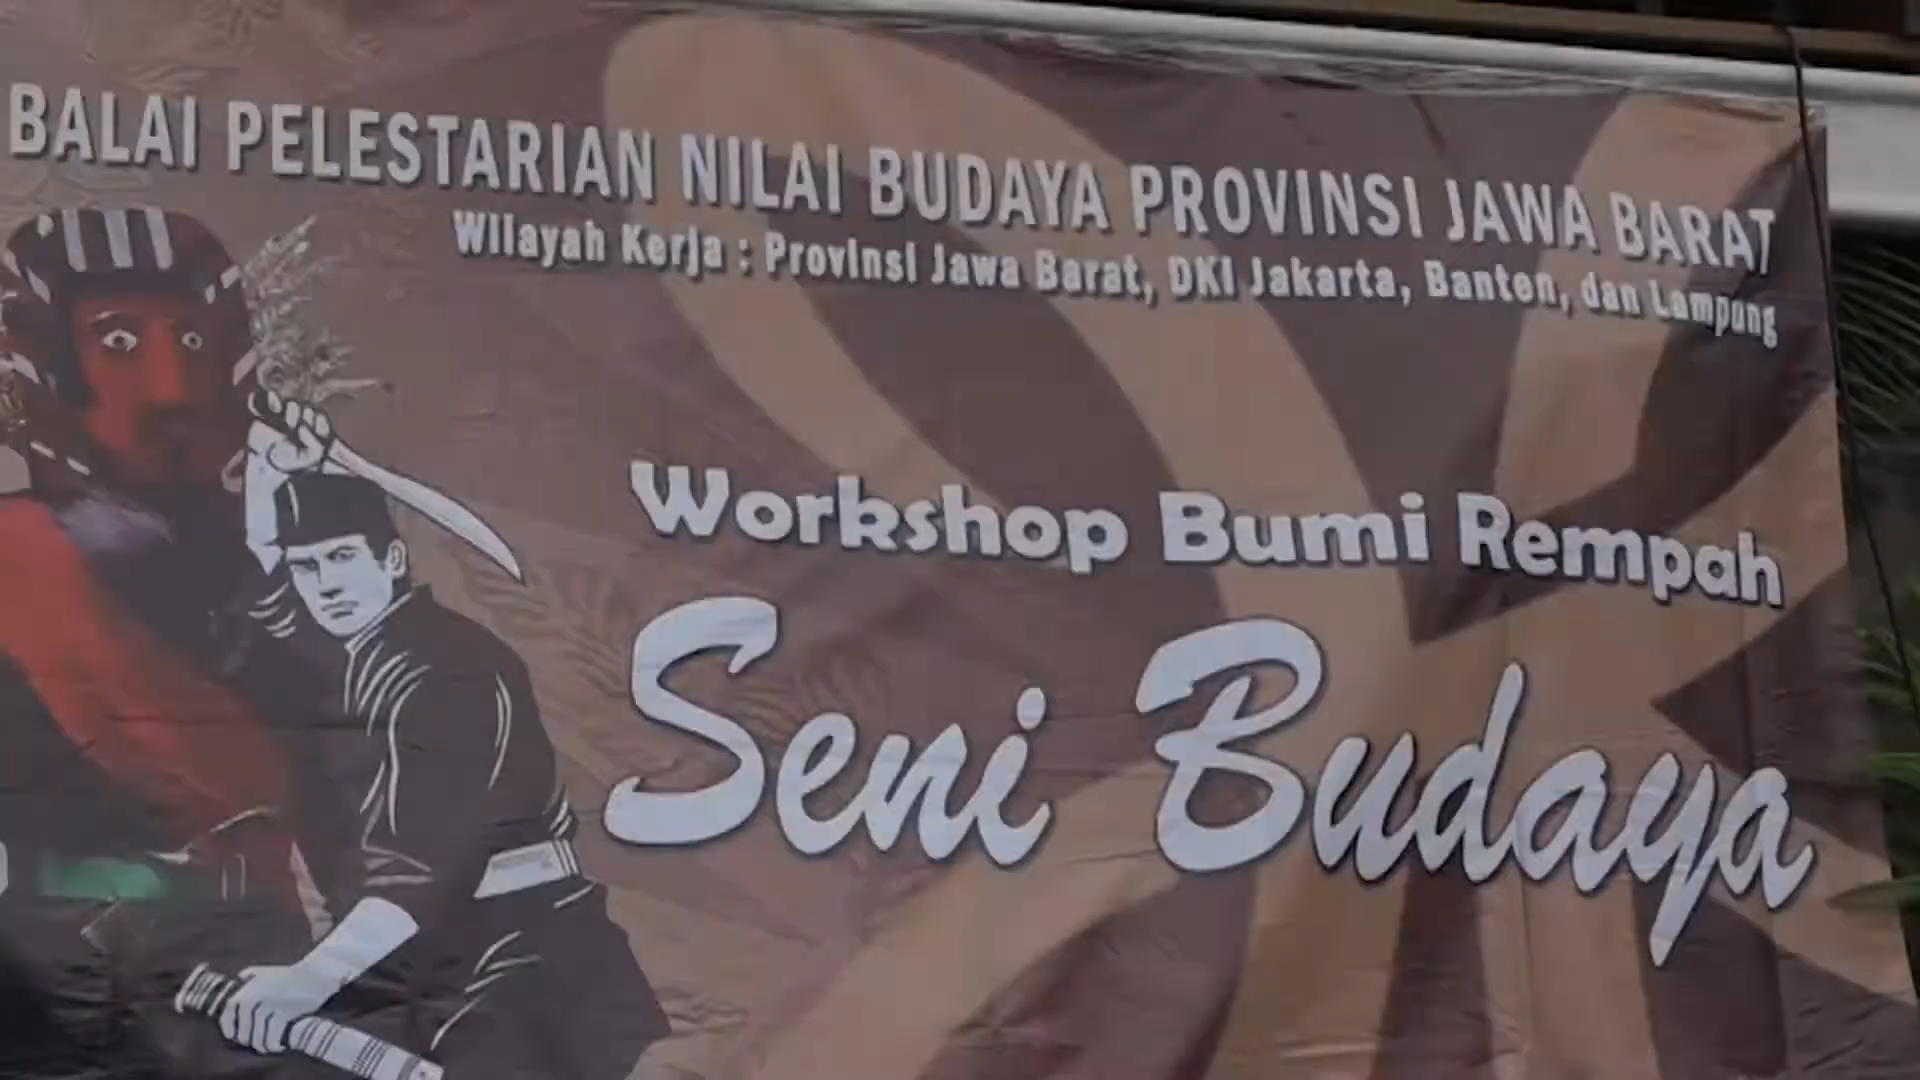 BALAI PELESTARIAN NILAI BUDAYA PROVINSI JAWA BARAT
Wilayah Kerja : Provinsi Jawa Barat, DKI Jakarta, Banten, dan Lampung
Workshop Bumi Rempah
Seni Budaya